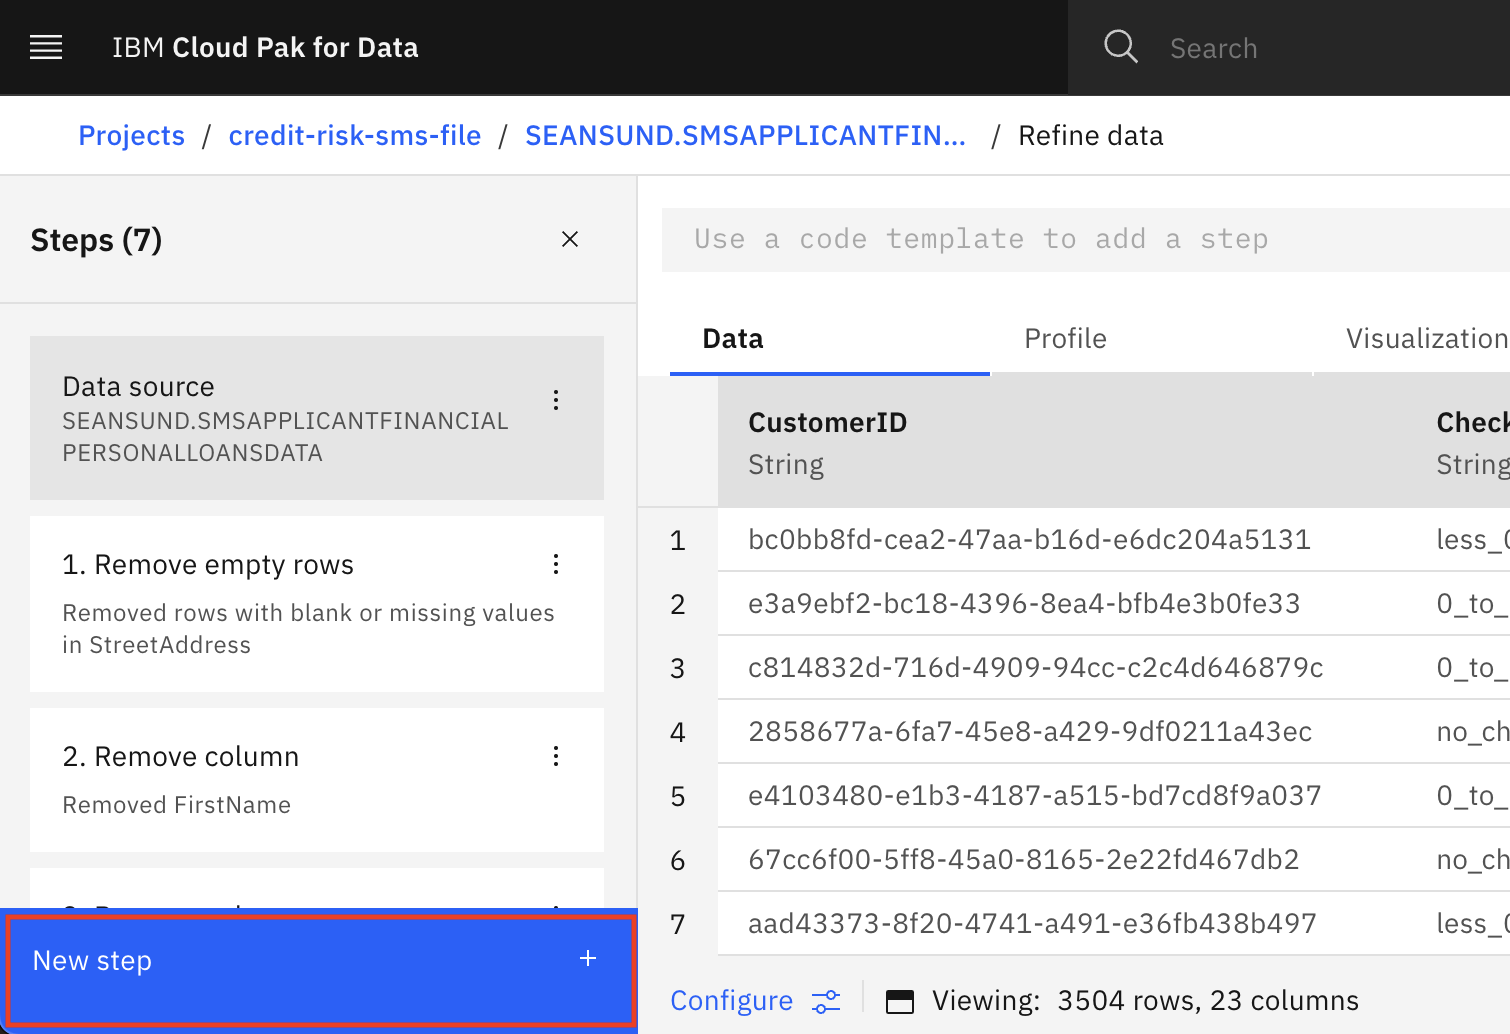 IBM Cloud Pak for Data
Search
Projects / credit-risk-sms-file / SEANSUND.SMSAPPLICANTFIN... / Refine data
Steps (7)
Data source
SEANSUND.SMSAPPLICANTFINANCIAL
PERSONALLOANSDATA
1. Remove empty rows
Removed rows with blank or missing values
in StreetAddress
2. Remove column
Removed FirstName
New step
Use a code template to add a step
Data
Profile
Visualization
CustomerID
String
Check
String
1 bc0bb8fd-cea2-47aa-b16d-e6dc204a5131 less_0
2 e3a9ebf2-bc18-4396-8ea4-bfb4e3b0fe33 0_to_
3 c814832d-716d-4909-94cc-c2c4d646879c 0_to_
4 2858677a-6fa7-45e8-a429-9df0211a43ec no_ch
5 e4103480-e1b3-4187-a515-bd7cd8f9a037 0_to_
6 67cc6f00-5ff8-45a0-8165-2e22fd467db2 no_ch
7 aad43373-8f20-4741-a491-e36fb438b497 less_0
Configure
Viewing: 3504 rows, 23 columns